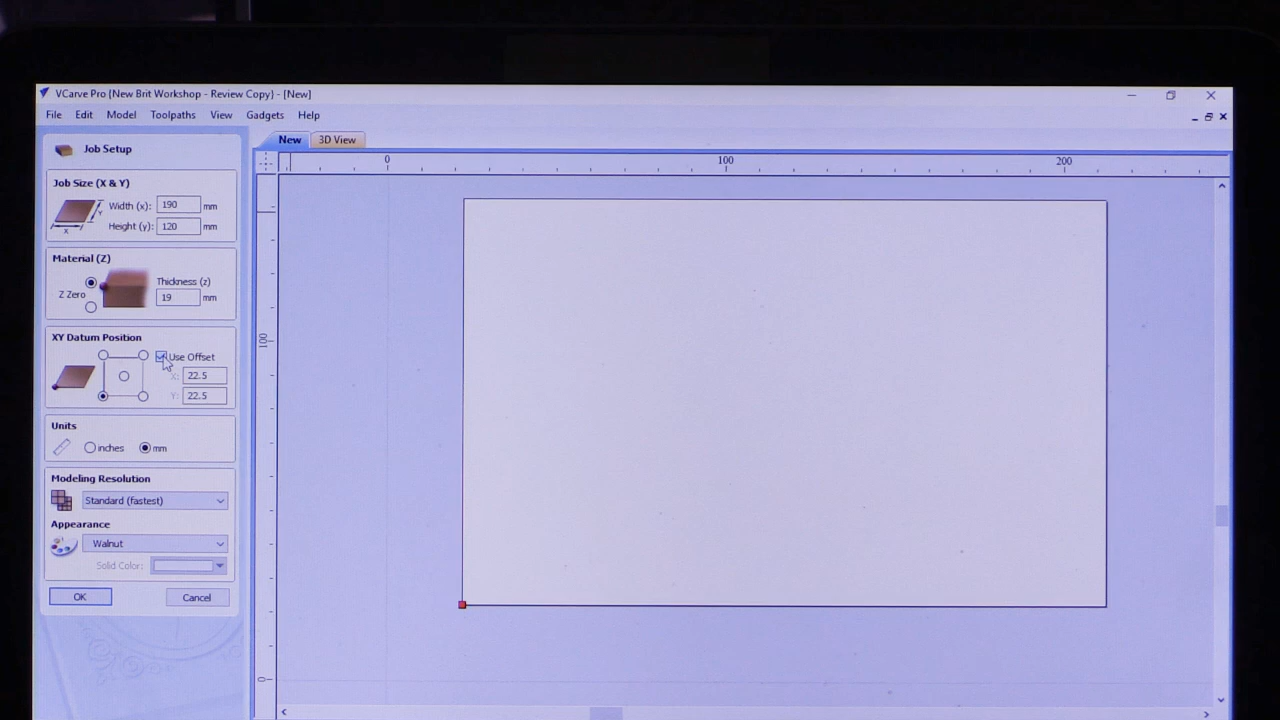 VCarve Pro {New Brit Workshop - Review Copy} - [New]
File Edit Model Toolpaths View Gadgets Help
New 3D View
Job Setup
0 100 200
Job Size (X & Y)
Width (x): 190 mm
Height (y): 120 mm
Y
X
Material (Z)
Thickness (z)
Z Zero
19 mm
XY Datum Position
Use Offset
X: 22.5
Y: 22.5
100
Units
inches mm
Modeling Resolution
Standard (fastest)
Appearance
Walnut
Solid Color:
OK Cancel
0